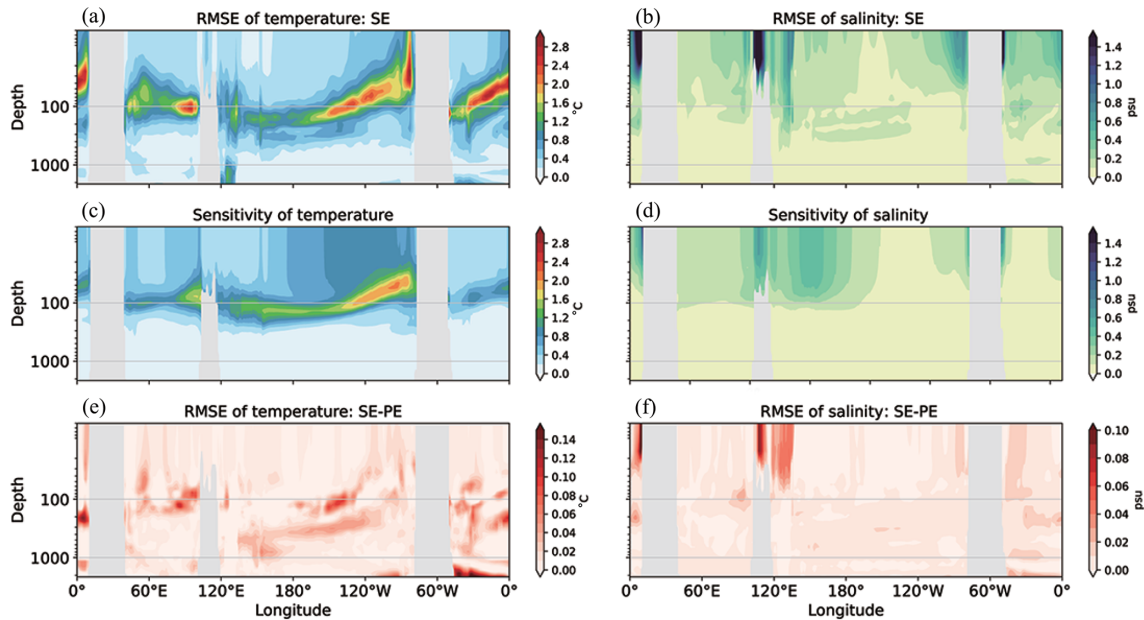 (a) RMSE of temperature: SE
(b) RMSE of salinity: SE
Depth
100
1000
2.8
2.4
2.0
1.6
1.2
0.8
0.4
0.0
°C
1.4
1.2
1.0
0.8
0.6
0.4
0.2
0.0
psu
(c) Sensitivity of temperature
(d) Sensitivity of salinity
Depth
100
1000
2.8
2.4
2.0
1.6
1.2
0.8
0.4
0.0
°C
1.4
1.2
1.0
0.8
0.6
0.4
0.2
0.0
psu
(e) RMSE of temperature: SE-PE
(f) RMSE of salinity: SE-PE
Depth
100
1000
0.14
0.12
0.10
0.08
0.06
0.04
0.02
0.00
°C
0.10
0.08
0.06
0.04
0.02
0.00
psu
0° 60°E 120°E 180° 120°W 60°W 0°
0° 60°E 120°E 180° 120°W 60°W 0°
Longitude
Longitude